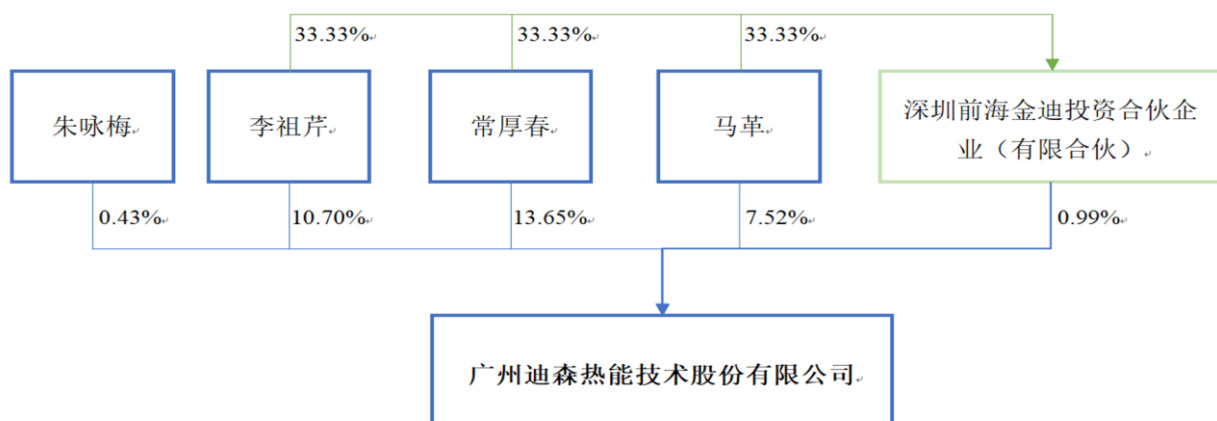 33.33%
33.33%
33.33%
朱咏梅
李祖芹
常厚春
马革
深圳前海金迪投资合伙企
业（有限合伙）
0.43%
10.70%
13.65%
7.52%
0.99%
广州迪森热能技术股份有限公司